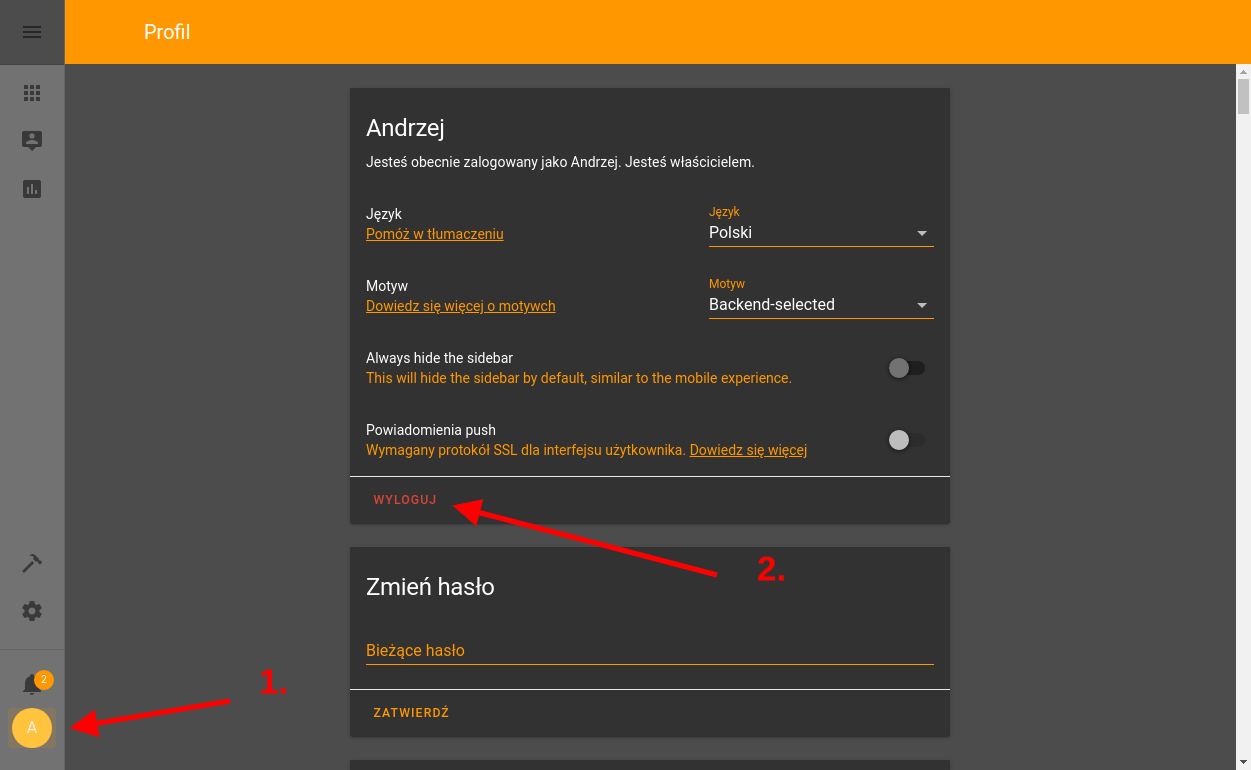 Profil
Andrzej
Jesteś obecnie zalogowany jako Andrzej. Jesteś właścicielem.
Język
Pomóż w tłumaczeniu
Język
Polski
Motyw
Dowiedz się więcej o motywch
Motyw
Backend-selected
Always hide the sidebar
This will hide the sidebar by default, similar to the mobile experience.
Powiadomienia push
Wymagany protokół SSL dla interfejsu użytkownika. Dowiedz się więcej
WYLOGUJ
2.
Zmień hasło
Bieżące hasło
1.
2
ZATWIERDŹ
A